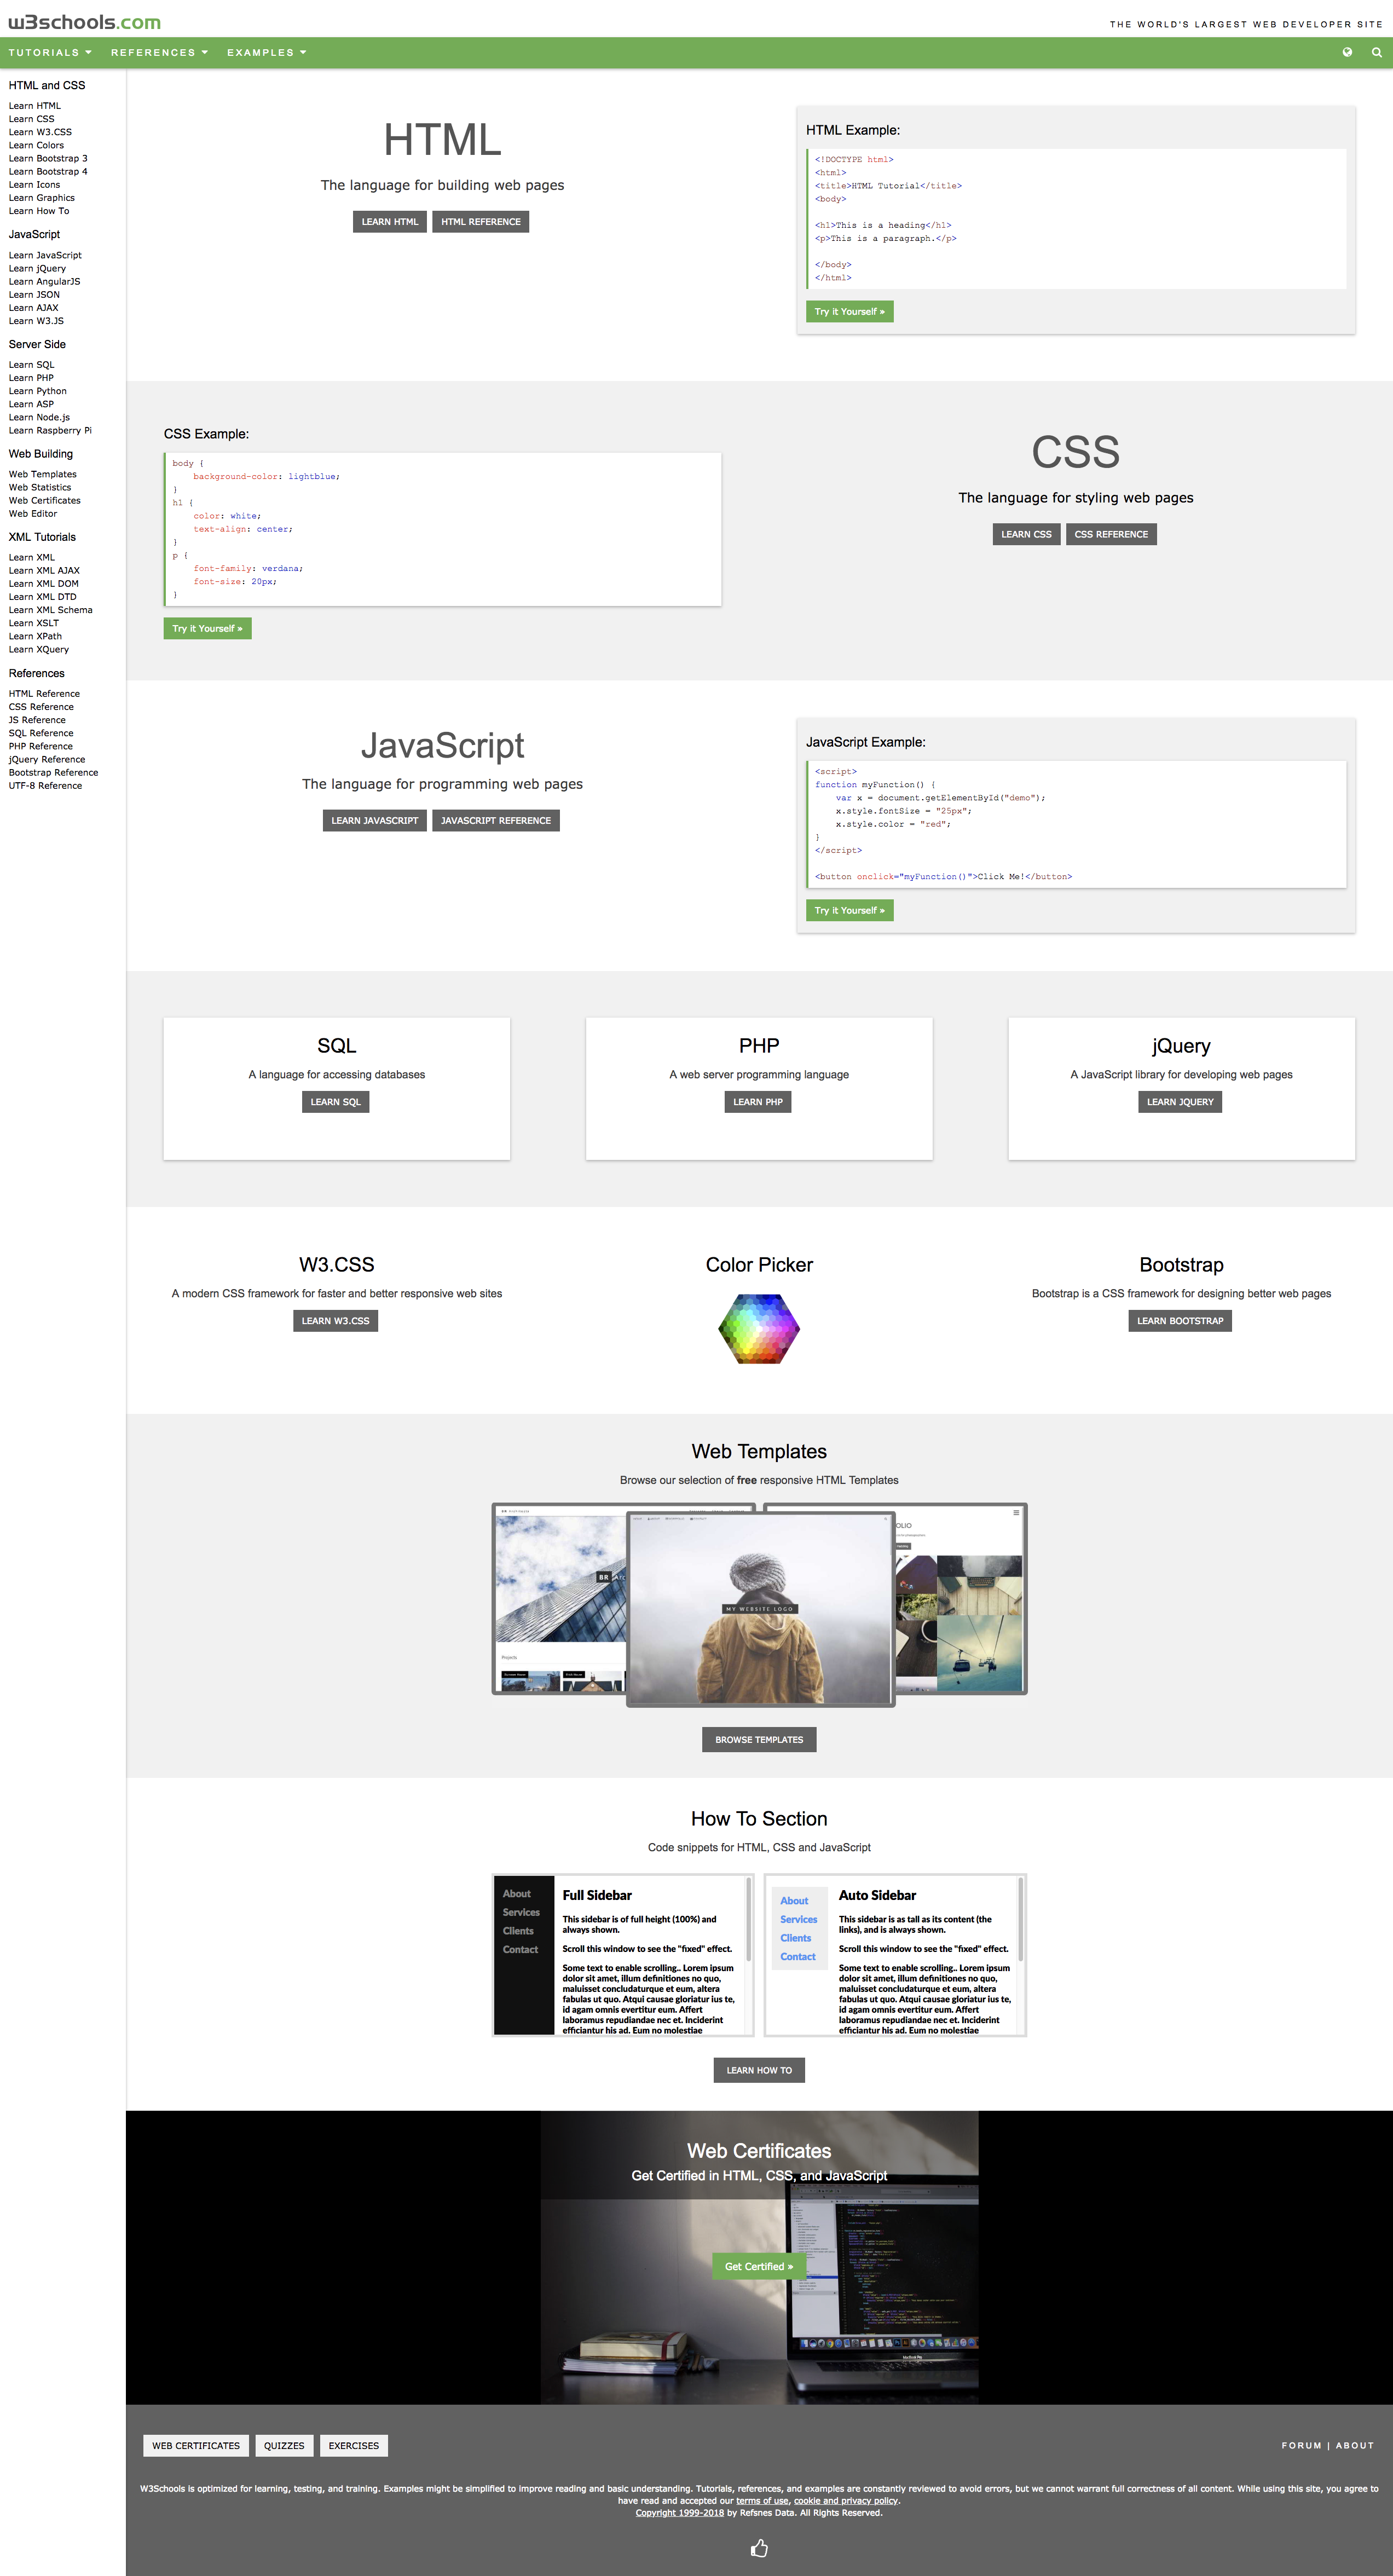 w3schools.com
THE WORLD'S LARGEST WEB DEVELOPER SITE
TUTORIALS REFERENCES EXAMPLES
HTML and CSS
Learn HTML
Learn CSS
Learn W3.CSS
Learn Colors
Learn Bootstrap 3
Learn Bootstrap 4
Learn Icons
Learn Graphics
Learn How To
JavaScript
Learn JavaScript
Learn jQuery
Learn AngularJS
Learn JSON
Learn AJAX
Learn W3.JS
Server Side
Learn SQL
Learn PHP
Learn Python
Learn ASP
Learn Node.js
Learn Raspberry Pi
Web Building
Web Templates
Web Statistics
Web Certificates
Web Editor
XML Tutorials
Learn XML
Learn XML AJAX
Learn XML DOM
Learn XML DTD
Learn XML Schema
Learn XSLT
Learn XPath
Learn XQuery
References
HTML Reference
CSS Reference
JS Reference
SQL Reference
PHP Reference
jQuery Reference
Bootstrap Reference
UTF-8 Reference
HTML
The language for building web pages
LEARN HTML HTML REFERENCE
HTML Example:
<!DOCTYPE html>
<html>
<title>HTML Tutorial</title>
<body>
<h1>This is a heading</h1>
<p>This is a paragraph.</p>
</body>
</html>
Try it Yourself »
CSS Example:
body {
background-color: lightblue;
}
h1 {
color: white;
text-align: center;
}
p {
font-family: verdana;
font-size: 20px;
}
Try it Yourself »
CSS
The language for styling web pages
LEARN CSS CSS REFERENCE
JavaScript
The language for programming web pages
LEARN JAVASCRIPT JAVASCRIPT REFERENCE
JavaScript Example:
<script>
function myFunction() {
var x = document.getElementById("demo");
x.style.fontSize = "25px";
x.style.color = "red";
}
</script>
<button onclick="myFunction()">Click Me!</button>
Try it Yourself »
SQL
A language for accessing databases
LEARN SQL
PHP
A web server programming language
LEARN PHP
jQuery
A JavaScript library for developing web pages
LEARN JQUERY
W3.CSS
A modern CSS framework for faster and better responsive web sites
LEARN W3.CSS
Color Picker
Bootstrap
Bootstrap is a CSS framework for designing better web pages
LEARN BOOTSTRAP
Web Templates
Browse our selection of free responsive HTML Templates
BR
Projects
MY WEBSITE LOGO
OLIO
BROWSE TEMPLATES
How To Section
Code snippets for HTML, CSS and JavaScript
About
Services
Clients
Contact
Full Sidebar
This sidebar is of full height (100%) and
always shown.
Scroll this window to see the "fixed" effect.
Some text to enable scrolling.. Lorem ipsum
dolor sit amet, illum definitiones no quo,
maluisset concludaturque et eum, altera
fabulas ut quo. Atqui causae gloriatur ius te,
id agam omnis evertitur eum. Affert
laboramus repudiandae nec et. Inciderint
efficiantur his ad. Eum no molestiae
About
Services
Clients
Contact
Auto Sidebar
This sidebar is as tall as its content (the
links), and is always shown.
Scroll this window to see the "fixed" effect.
Some text to enable scrolling.. Lorem ipsum
dolor sit amet, illum definitiones no quo,
maluisset concludaturque et eum, altera
fabulas ut quo. Atqui causae gloriatur ius te,
id agam omnis evertitur eum. Affert
laboramus repudiandae nec et. Inciderint
efficiantur his ad. Eum no molestiae
LEARN HOW TO
Web Certificates
Get Certified in HTML, CSS, and JavaScript
Get Certified »
MacBook Pro
WEB CERTIFICATES QUIZZES EXERCISES
FORUM | ABOUT
W3Schools is optimized for learning, testing, and training. Examples might be simplified to improve reading and basic understanding. Tutorials, references, and examples are constantly reviewed to avoid errors, but we cannot warrant full correctness of all content. While using this site, you agree to
have read and accepted our terms of use, cookie and privacy policy.
Copyright 1999-2018 by Refsnes Data. All Rights Reserved.